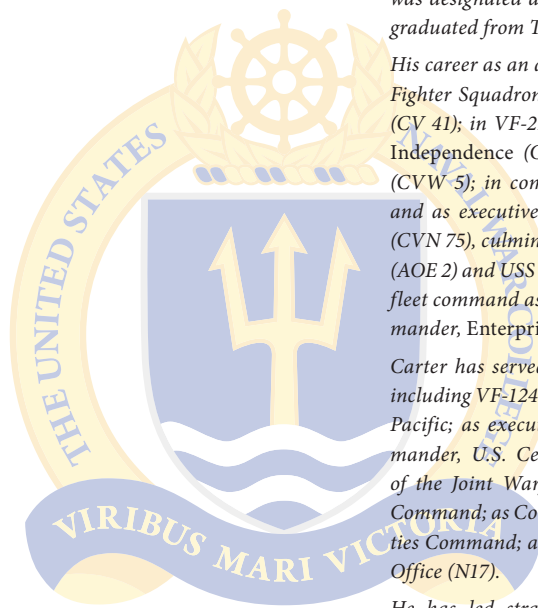 was designated a
graduated from T
His career as an a
Fighter Squadron
(CV 41); in VF-2
Independence (C
(CVW 5); in con
and as executive
(CVN 75), culmin
(AOE 2) and USS
fleet command as
mander, Enterpri
Carter has served
including VF-124
Pacific; as execu
mander, U.S. Ce
of the Joint War
Command; as Co
ties Command; a
Office (N17).
He has led stra
THE UNITED STATES
NAVAL WAR COLLEGE
VIRIBUS MARI VICTORIA